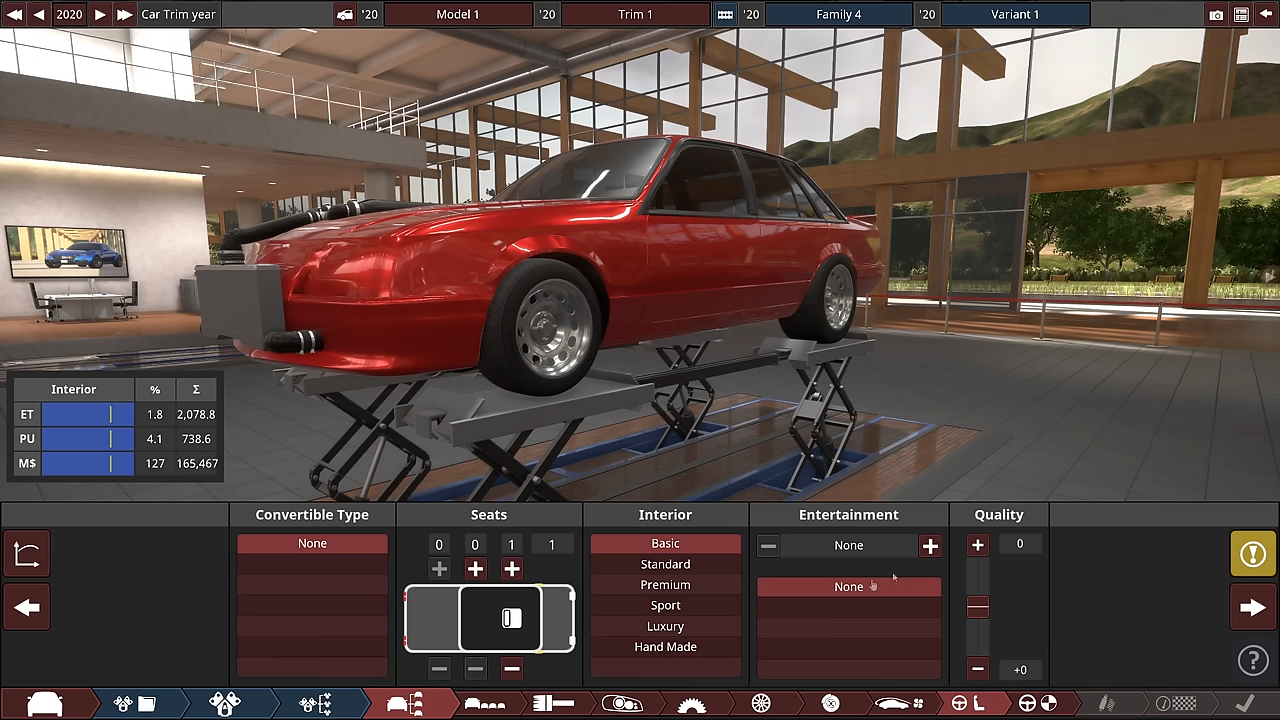 2020 Car Trim year '20 Model 1 '20 Trim 1 '20 Family 4 '20 Variant 1
Interior % Σ
ET 1.8 2,078.8
PU 4.1 738.6
M$ 127 165,467
Convertible Type Seats Interior Entertainment Quality
None 0 0 1 1 Basic None 0
Standard
Premium None
Sport
Luxury
Hand Made +0